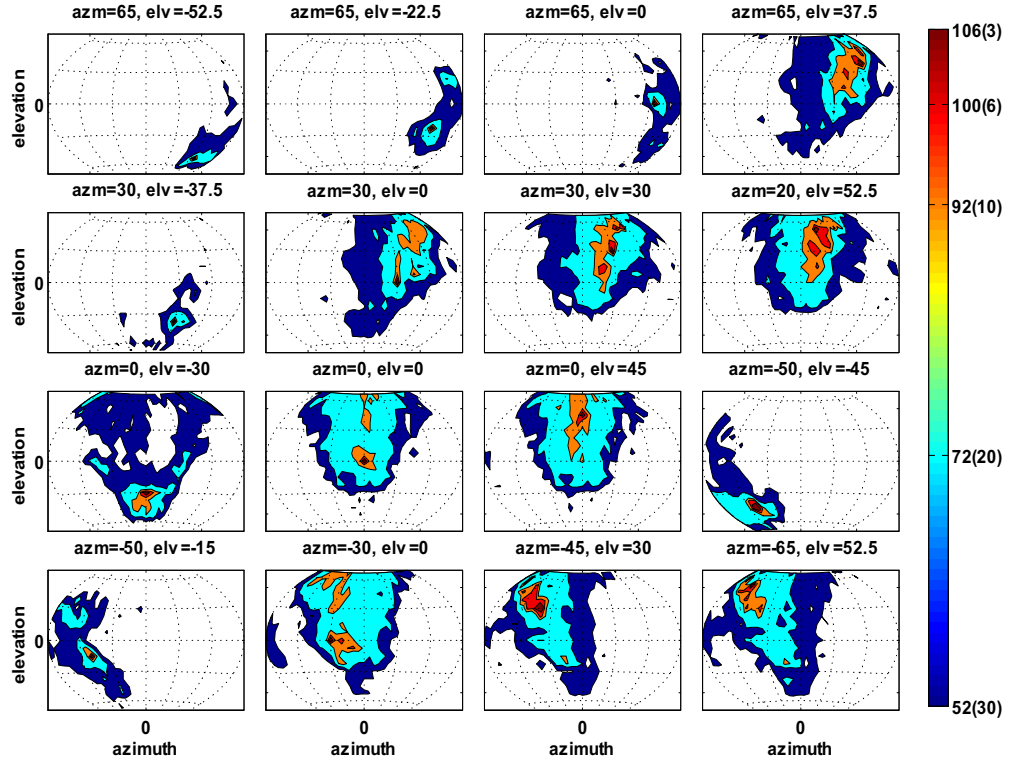 azm=65, elv=-52.5
azm=65, elv=-22.5
azm=65, elv=0
azm=65, elv=37.5
elevation
0
azm=30, elv=-37.5
azm=30, elv=0
azm=30, elv=30
azm=20, elv=52.5
elevation
0
azm=0, elv=-30
azm=0, elv=0
azm=0, elv=45
azm=-50, elv=-45
elevation
0
azm=-50, elv=-15
azm=-30, elv=0
azm=-45, elv=30
azm=-65, elv=52.5
elevation
0
0
azimuth
0
azimuth
0
azimuth
0
azimuth
106(3)
100(6)
92(10)
72(20)
52(30)